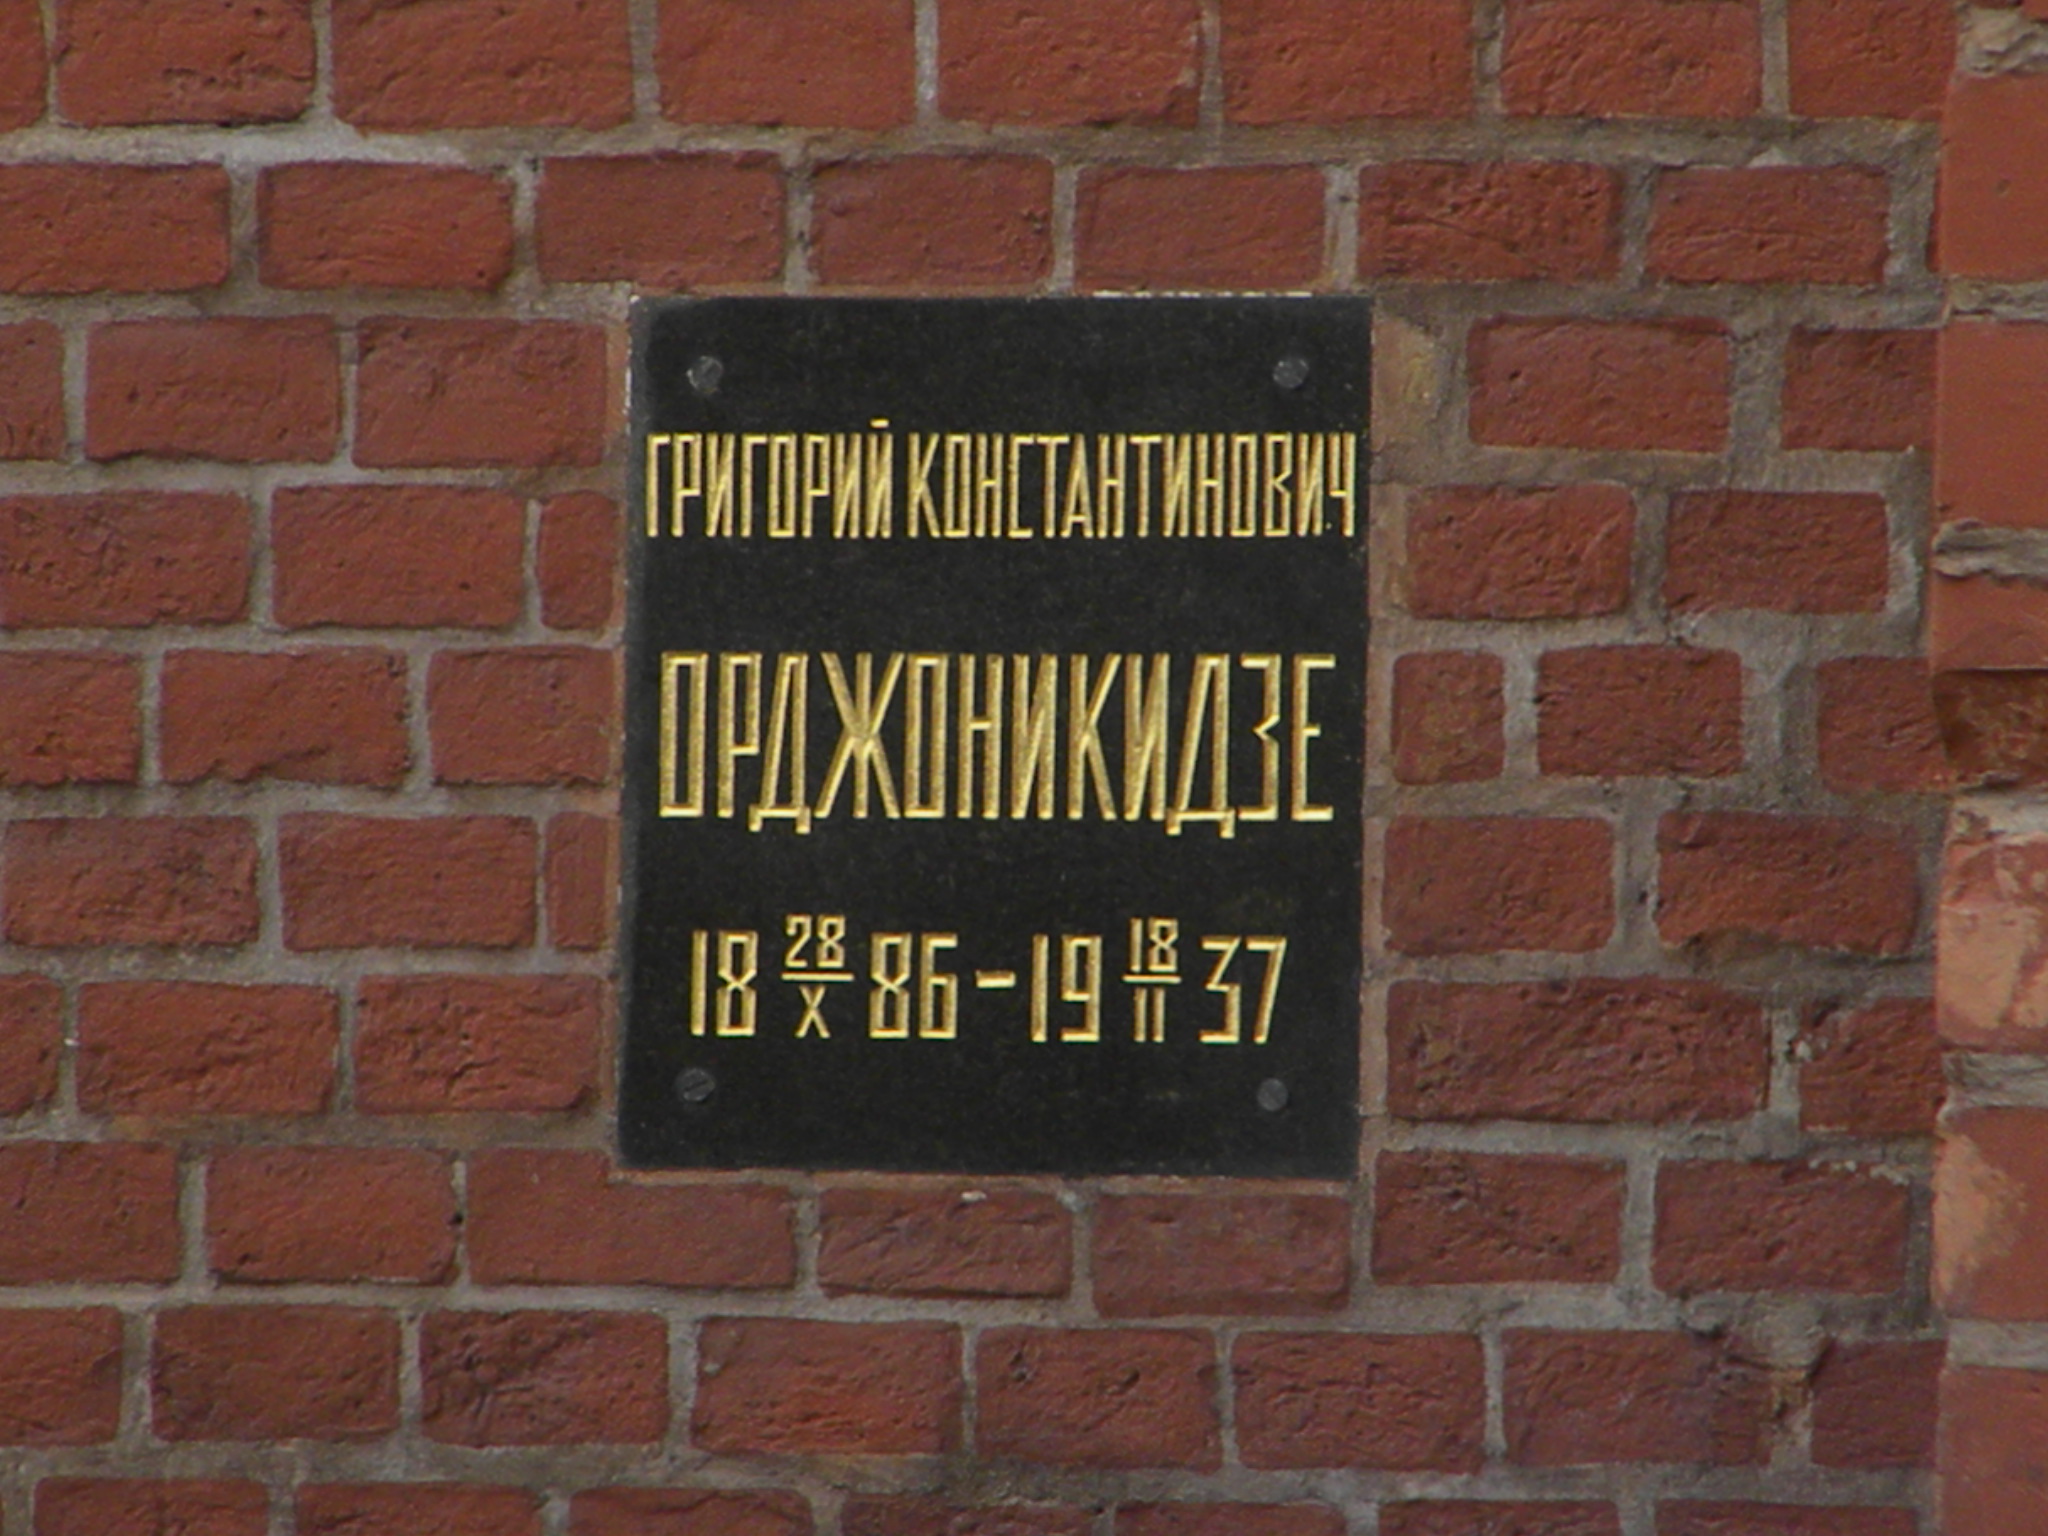 ГРИГОРИЙ КОНСТАНТИНОВИЧ
ОРДЖОНИКИДЗЕ
18 28/X 86 - 19 18/II 37